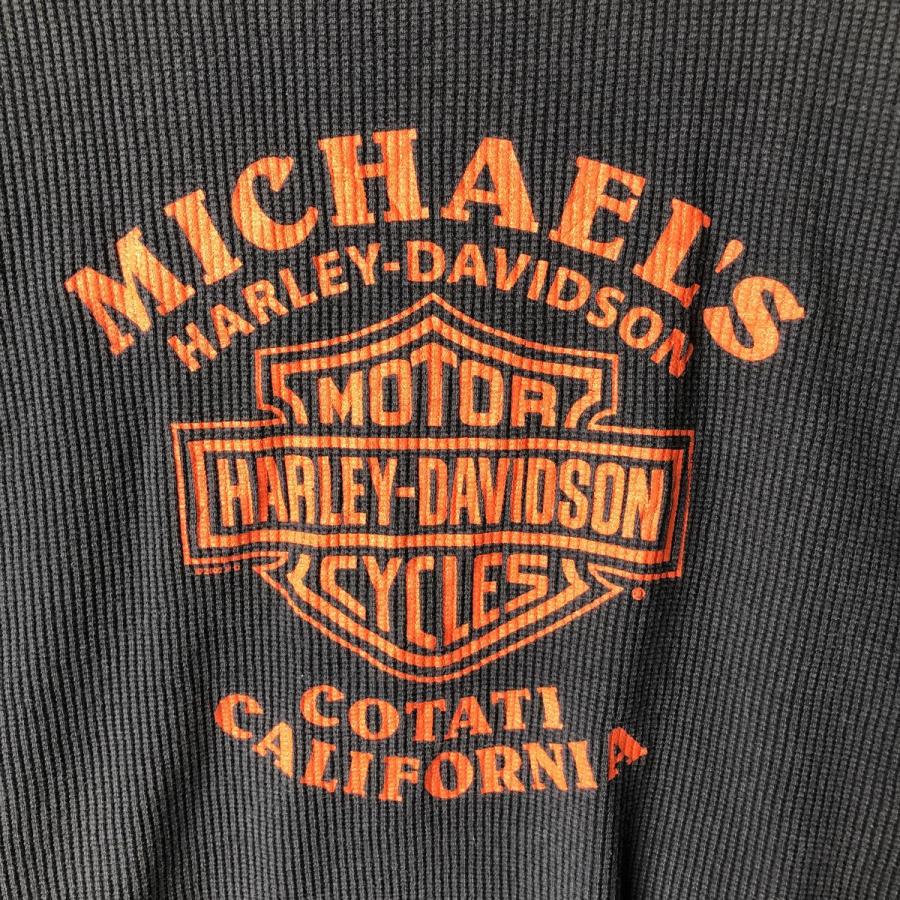 MICHAEL'S
HARLEY-DAVIDSON
MOTOR
HARLEY-DAVIDSON
CYCLES
®
COTATI
CALIFORNIA